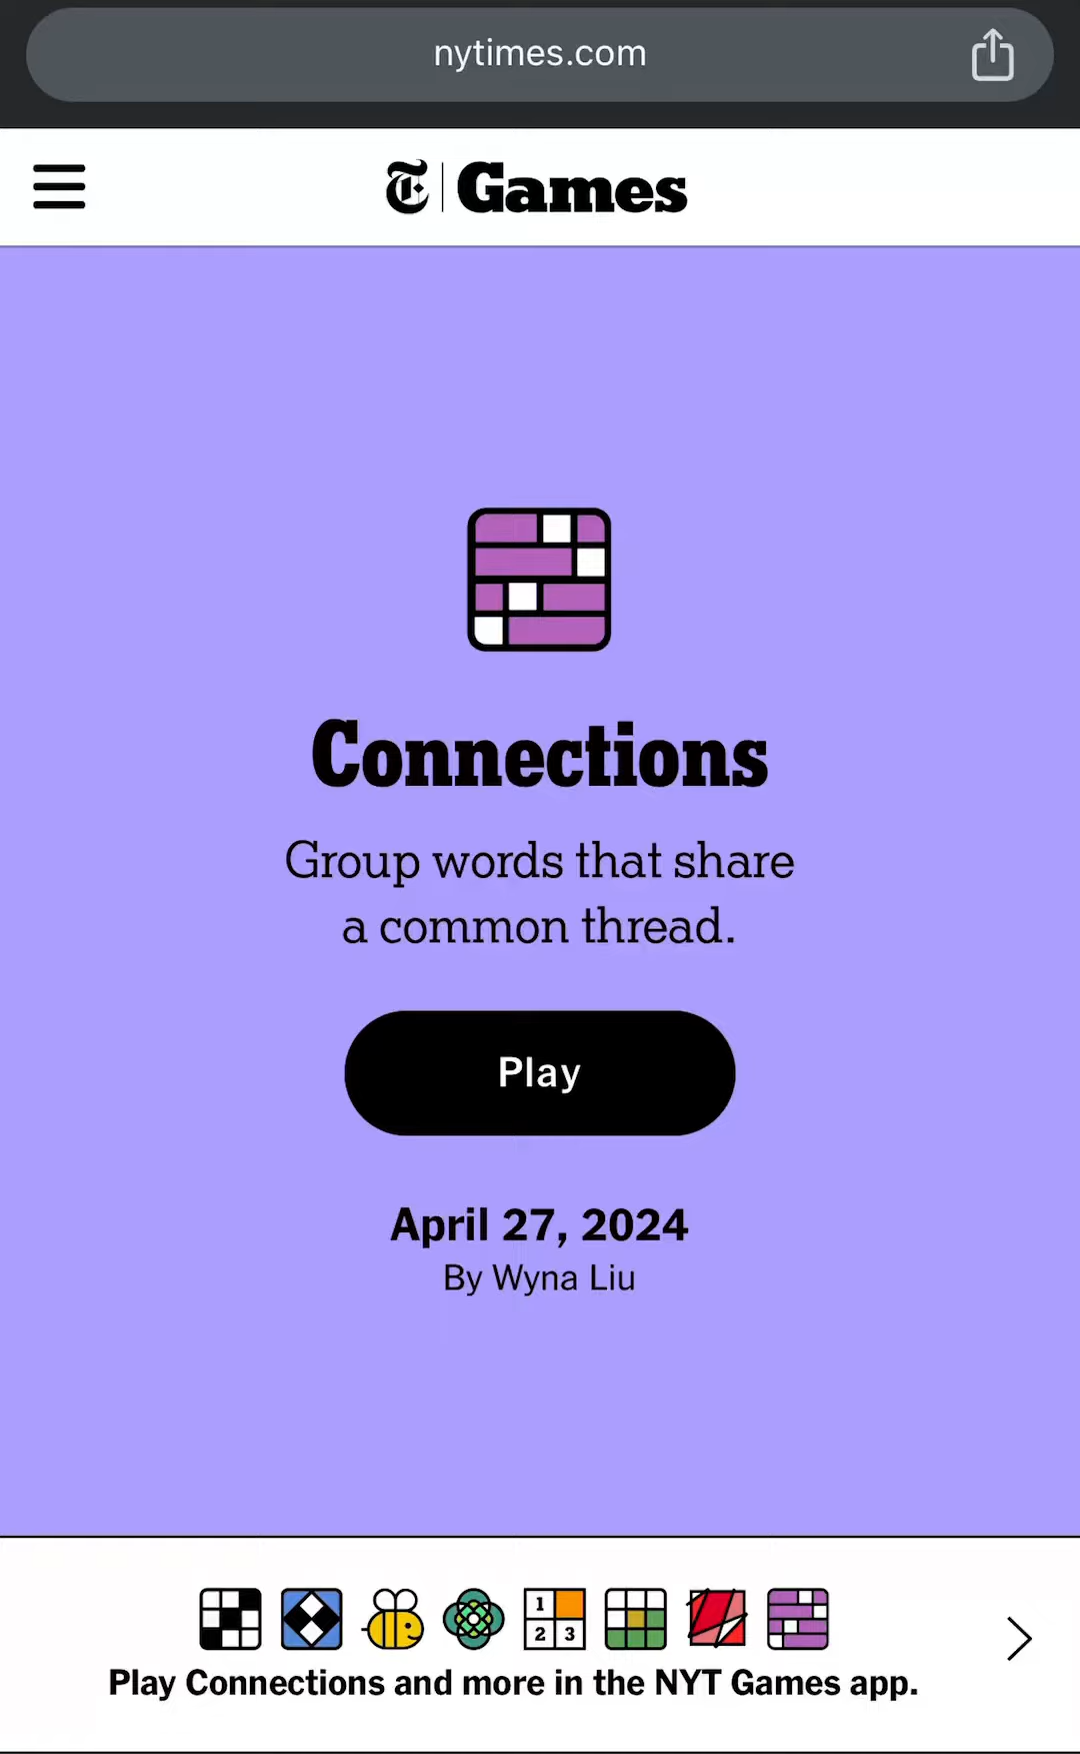 nytimes.com
T Games
Connections
Group words that share
a common thread.
Play
April 27, 2024
By Wyna Liu
1
2 3
Play Connections and more in the NYT Games app.